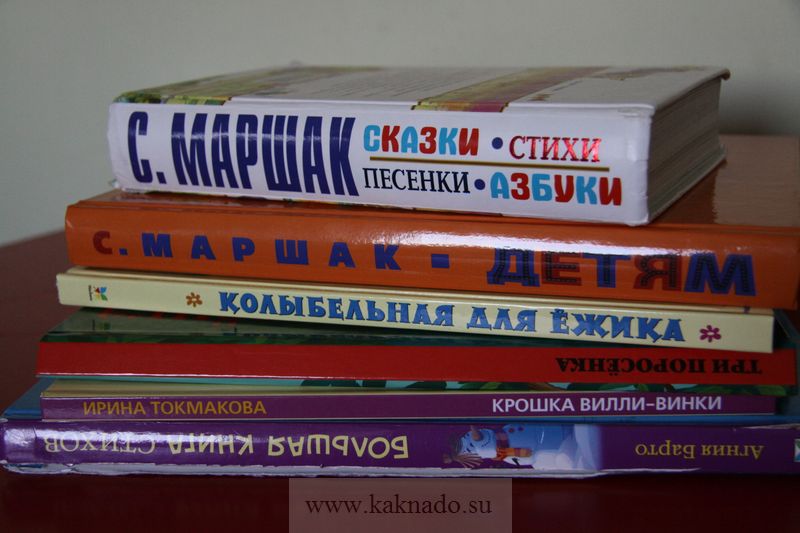 С. МАРШАК СКАЗКИ • СТИХИ
ПЕСЕНКИ • АЗБУКИ
С. МАРШАК - ДЕТЯМ
КОЛЫБЕЛЬНАЯ ДЛЯ ЁЖИКА
ТРИ ПОРОСЁНКА
ИРИНА ТОКМАКОВА КРОШКА ВИЛЛИ-ВИНКИ
Агния Барто БОЛЬШАЯ КНИГА СТИХОВ
www.kaknado.su